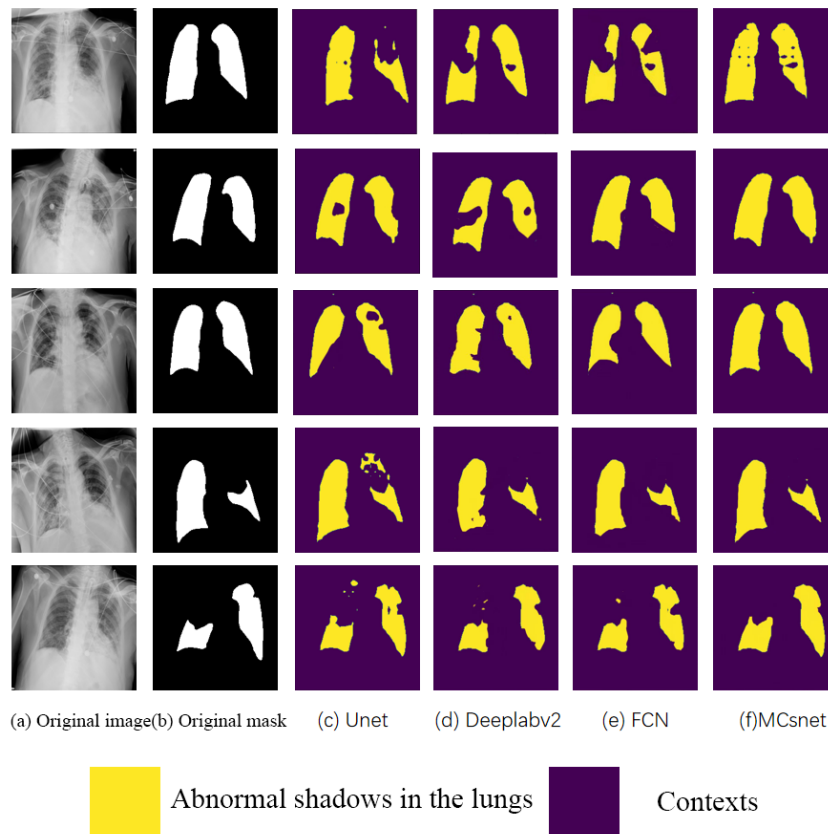 (a) Original image(b) Original mask (c) Unet (d) Deeplabv2 (e) FCN (f)MCsnet
Abnormal shadows in the lungs Contexts